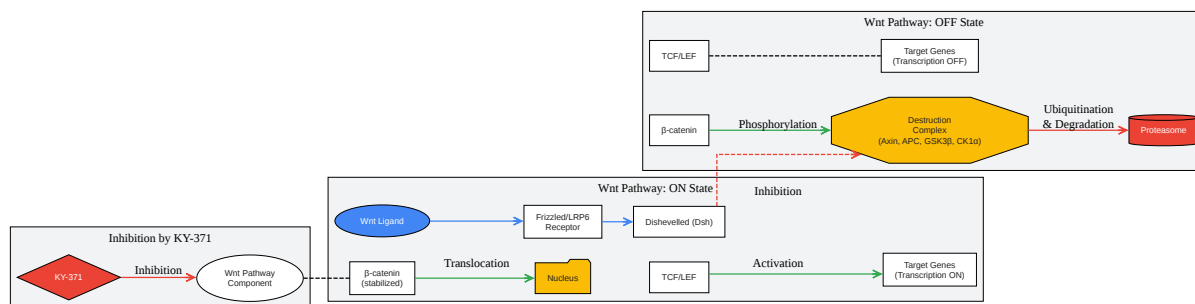 Wnt Pathway: OFF State
TCF/LEF
Target Genes
(Transcription OFF)
β-catenin
Phosphorylation
Destruction
Complex
(Axin, APC, GSK3β, CK1α)
Ubiquitination
& Degradation
Proteasome
Wnt Pathway: ON State
Inhibition
Wnt Ligand
Frizzled/LRP6
Receptor
Dishevelled (Dsh)
β-catenin
(stabilized)
Translocation
Nucleus
TCF/LEF
Activation
Target Genes
(Transcription ON)
Inhibition by KY-371
KY-371
Inhibition
Wnt Pathway
Component